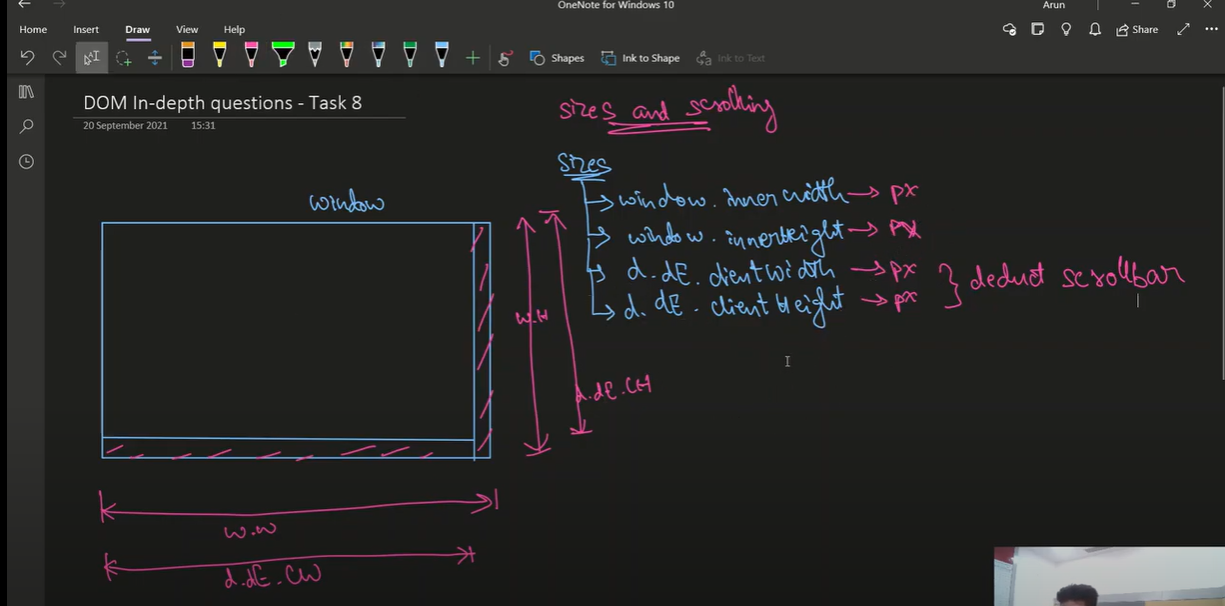 OneNote for Windows 10
Arun
Home Insert Draw View Help
Share
Shapes
Ink to Shape
Ink to Text
DOM In-depth questions - Task 8
20 September 2021 15:31
sizes and scrolling
sizes
window
window.innerwidth → px
window.innerHeight → px
d.dE.clientwidth → px
d.dE.clientHeight → px
} deduct scrollbar
w.H
d.dE.CH
w.w
d.dE.CW